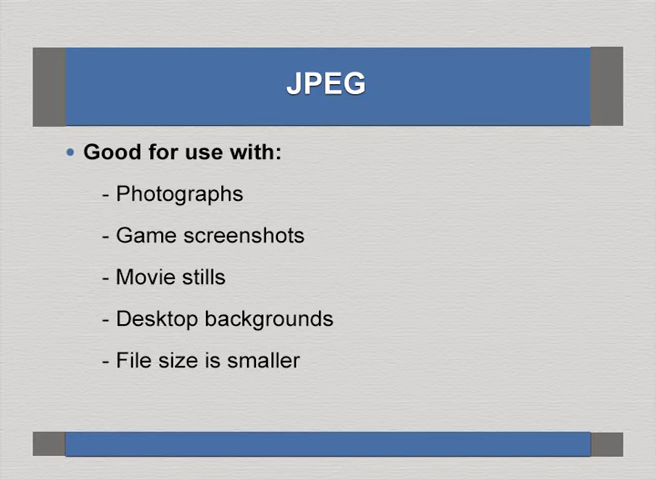 JPEG
• Good for use with:
- Photographs
- Game screenshots
- Movie stills
- Desktop backgrounds
- File size is smaller